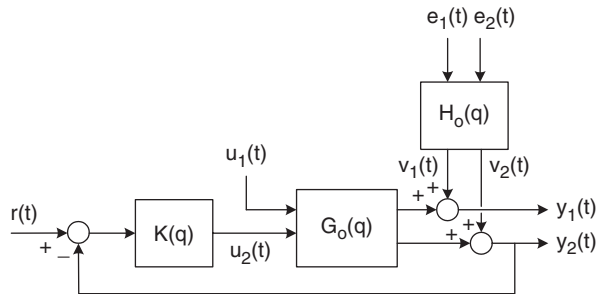 e₁(t) e₂(t)
Hₒ(q)
u₁(t)
v₁(t) v₂(t)
r(t)
+
−
K(q)
u₂(t)
Gₒ(q)
+ +
y₁(t)
+ +
y₂(t)